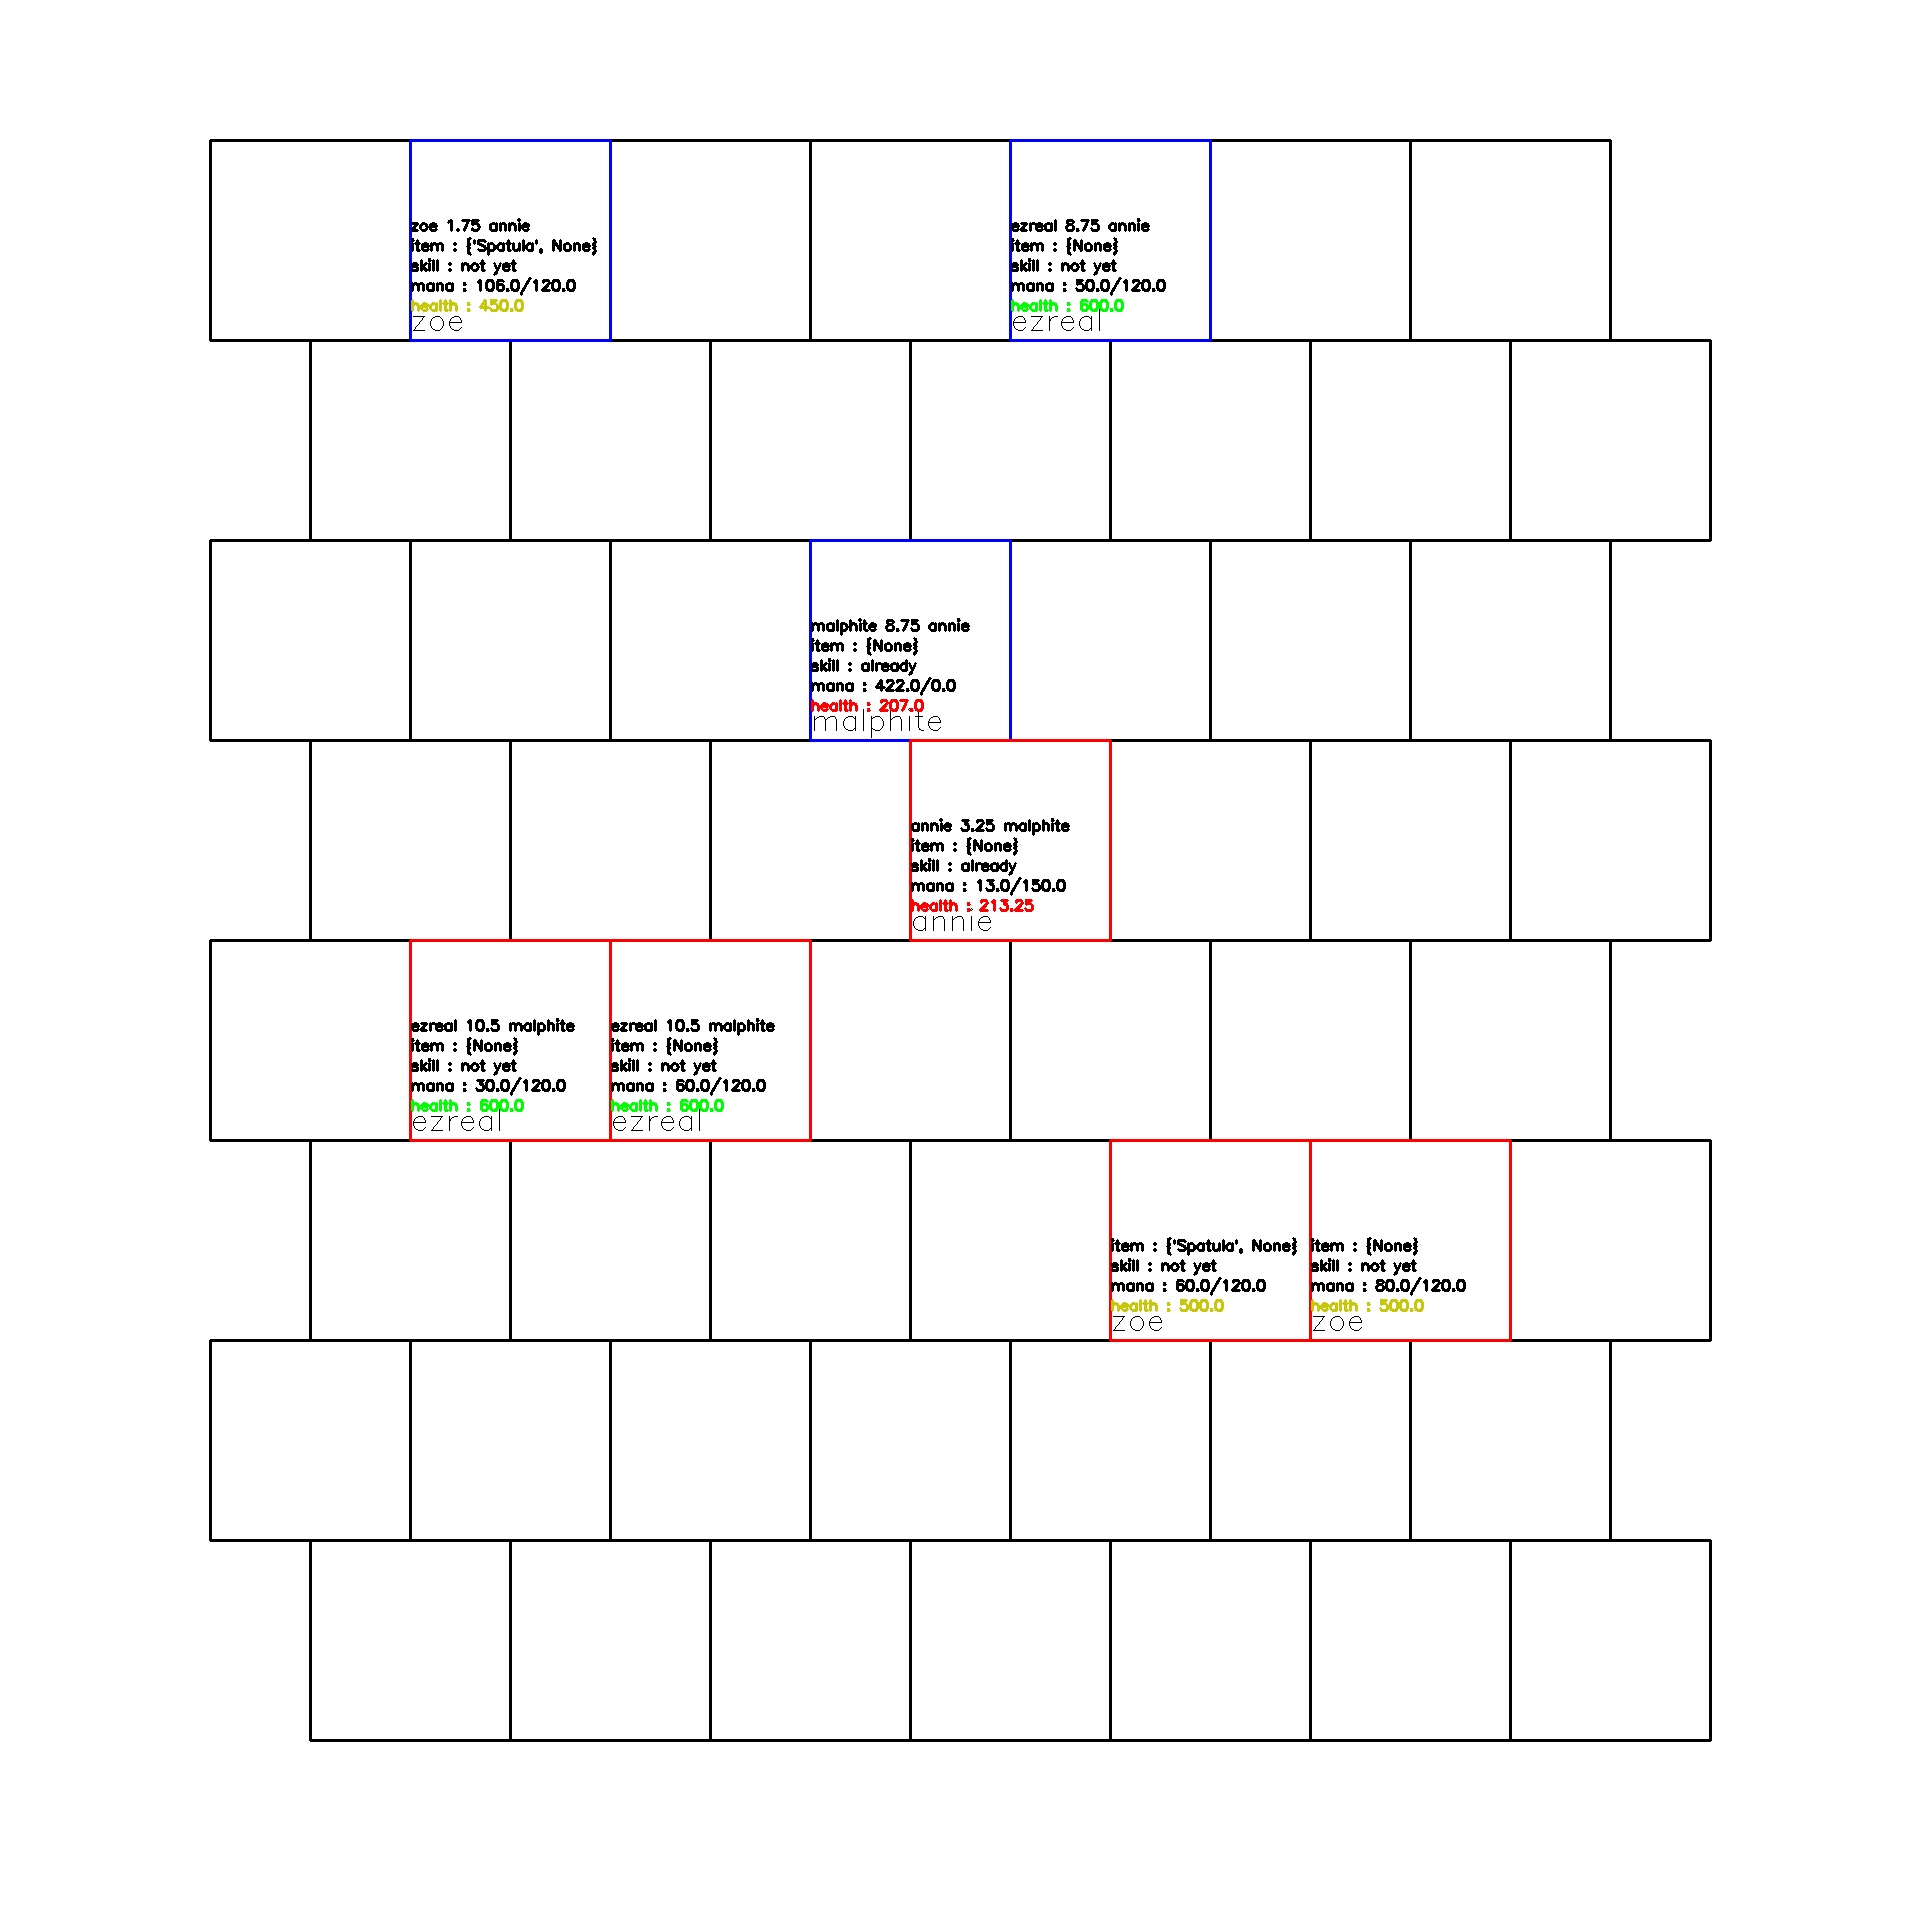 zoe 1.75 annie
item : {'Spatula', None}
skill : not yet
mana : 106.0/120.0
health : 450.0
zoe
ezreal 8.75 annie
item : {None}
skill : not yet
mana : 50.0/120.0
health : 600.0
ezreal
malphite 8.75 annie
item : {None}
skill : already
mana : 422.0/0.0
health : 207.0
malphite
annie 3.25 malphite
item : {None}
skill : already
mana : 13.0/150.0
health : 213.25
annie
ezreal 10.5 malphite
item : {None}
skill : not yet
mana : 30.0/120.0
health : 600.0
ezreal
ezreal 10.5 malphite
item : {None}
skill : not yet
mana : 60.0/120.0
health : 600.0
ezreal
item : {'Spatula', None}
skill : not yet
mana : 60.0/120.0
health : 500.0
zoe
item : {None}
skill : not yet
mana : 80.0/120.0
health : 500.0
zoe